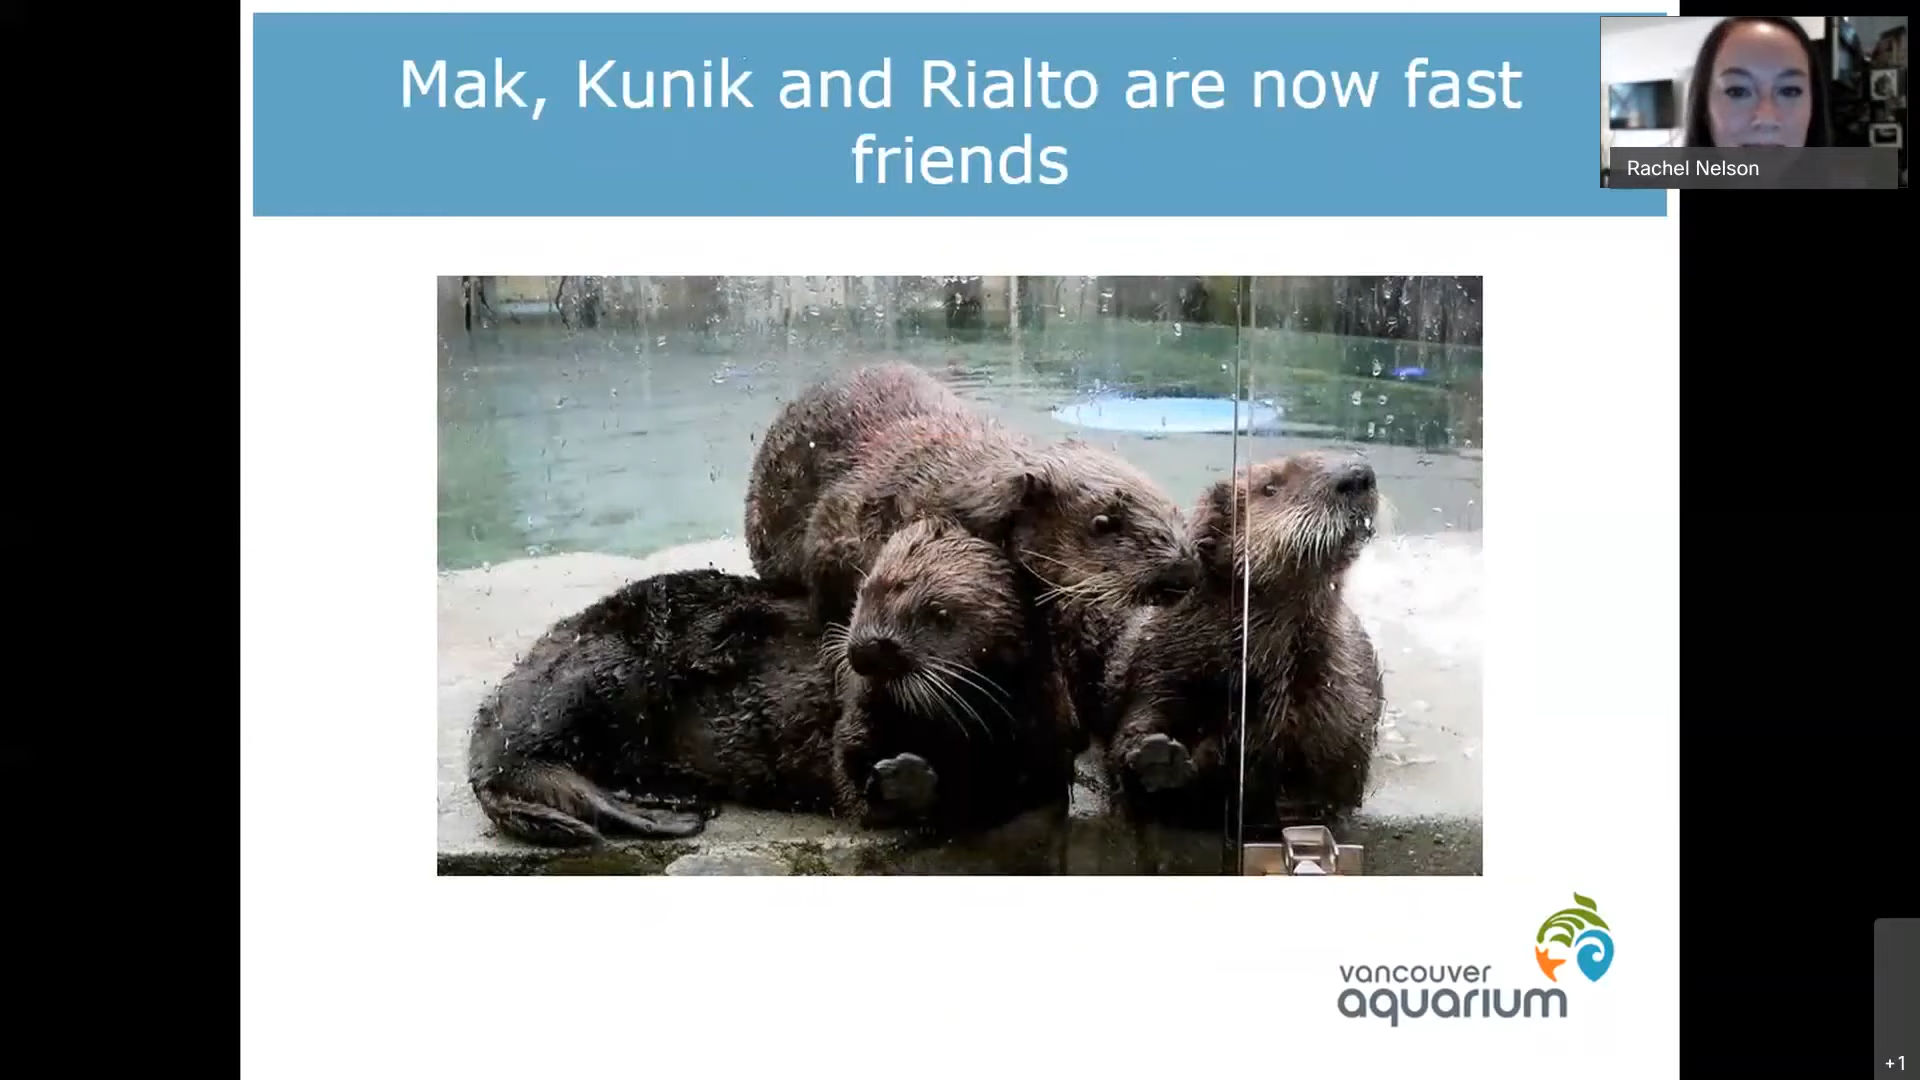 Mak, Kunik and Rialto are now fast
friends
Rachel Nelson
vancouver
aquarium
+1